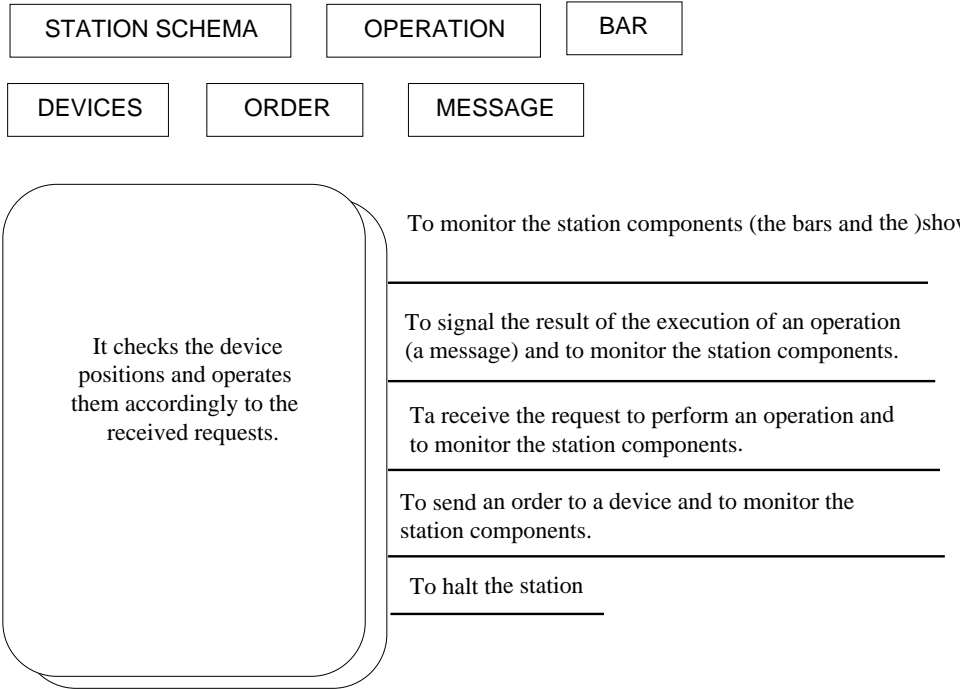 STATION SCHEMA
OPERATION
BAR
DEVICES
ORDER
MESSAGE
To monitor the station components (the bars and the )show
It checks the device
positions and operates
them accordingly to the
received requests.
To signal the result of the execution of an operation
(a message) and to monitor the station components.
Ta receive the request to perform an operation and
to monitor the station components.
To send an order to a device and to monitor the
station components.
To halt the station